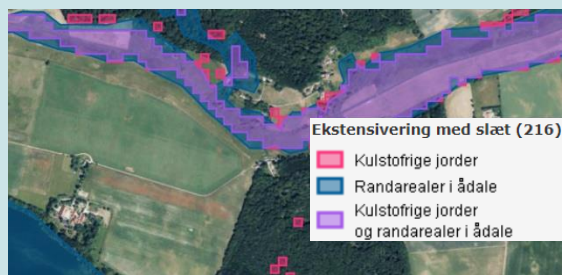 Ekstensivering med slæt (216)
Kulstofrige jorder
Randarealer i ådale
Kulstofrige jorder
og randarealer i ådale